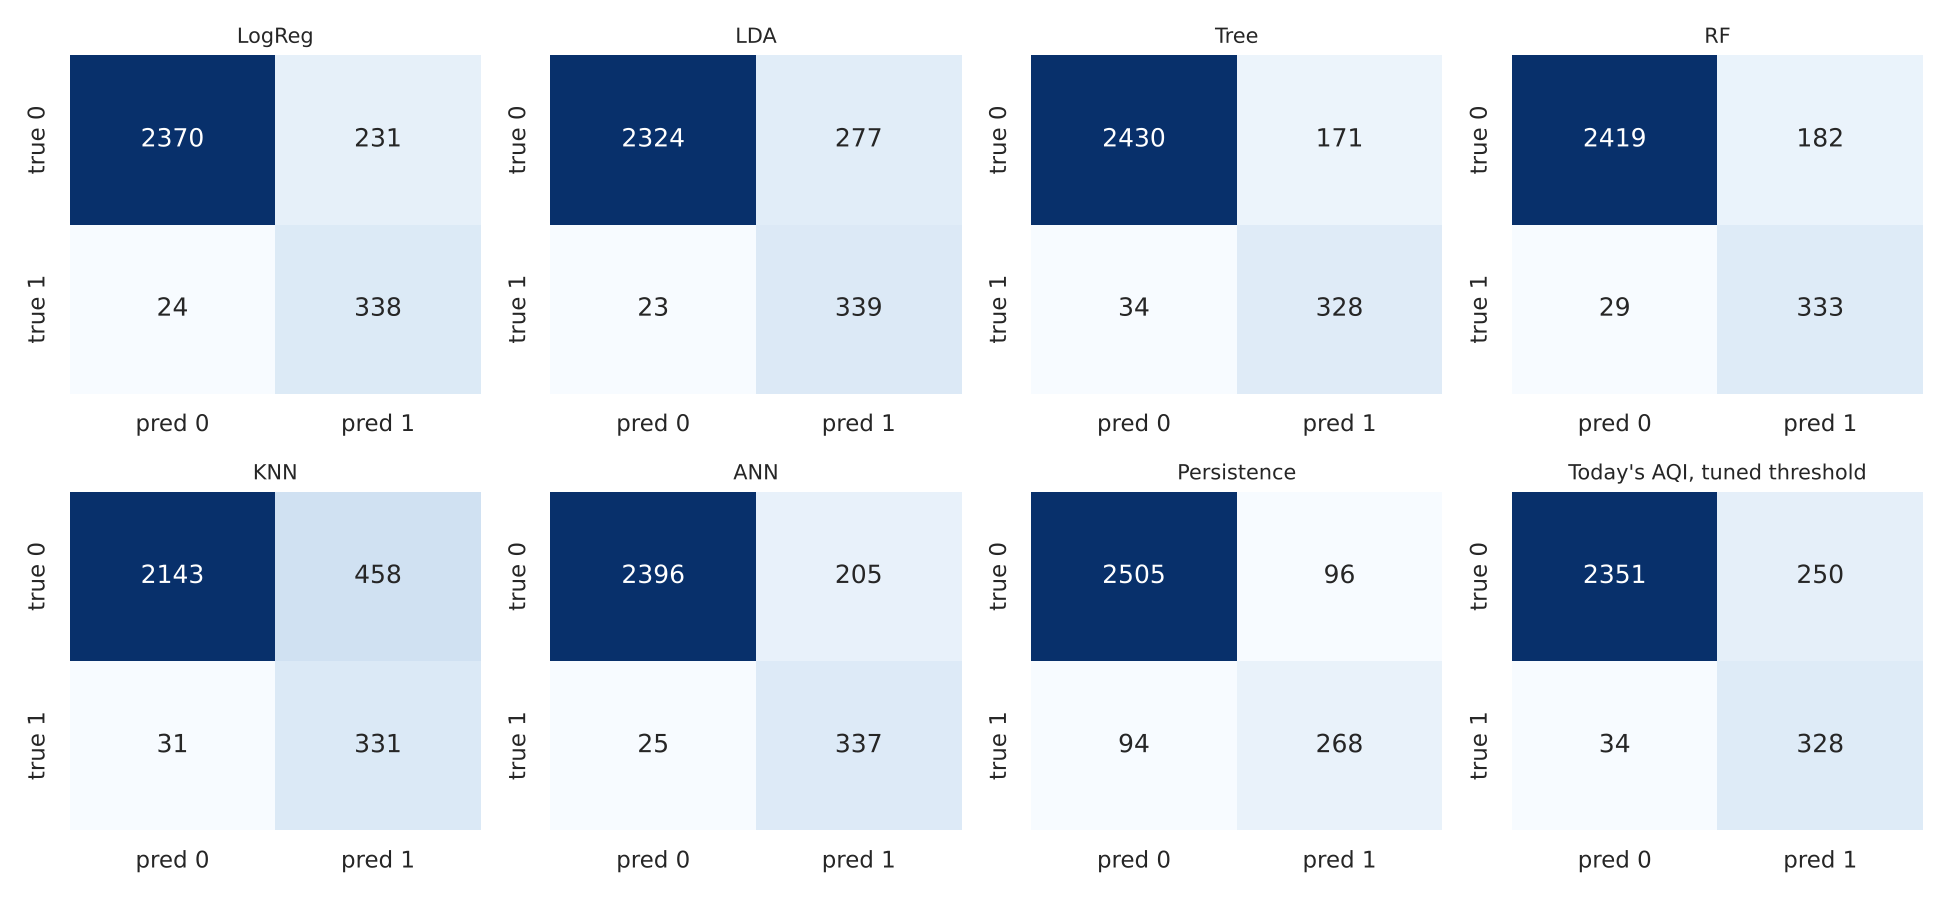 LogReg LDA Tree RF
true 0 2370 231 true 0 2324 277 true 0 2430 171 true 0 2419 182
true 1 24 338 true 1 23 339 true 1 34 328 true 1 29 333
pred 0 pred 1 pred 0 pred 1 pred 0 pred 1 pred 0 pred 1
KNN ANN Persistence Today's AQI, tuned threshold
true 0 2143 458 true 0 2396 205 true 0 2505 96 true 0 2351 250
true 1 31 331 true 1 25 337 true 1 94 268 true 1 34 328
pred 0 pred 1 pred 0 pred 1 pred 0 pred 1 pred 0 pred 1